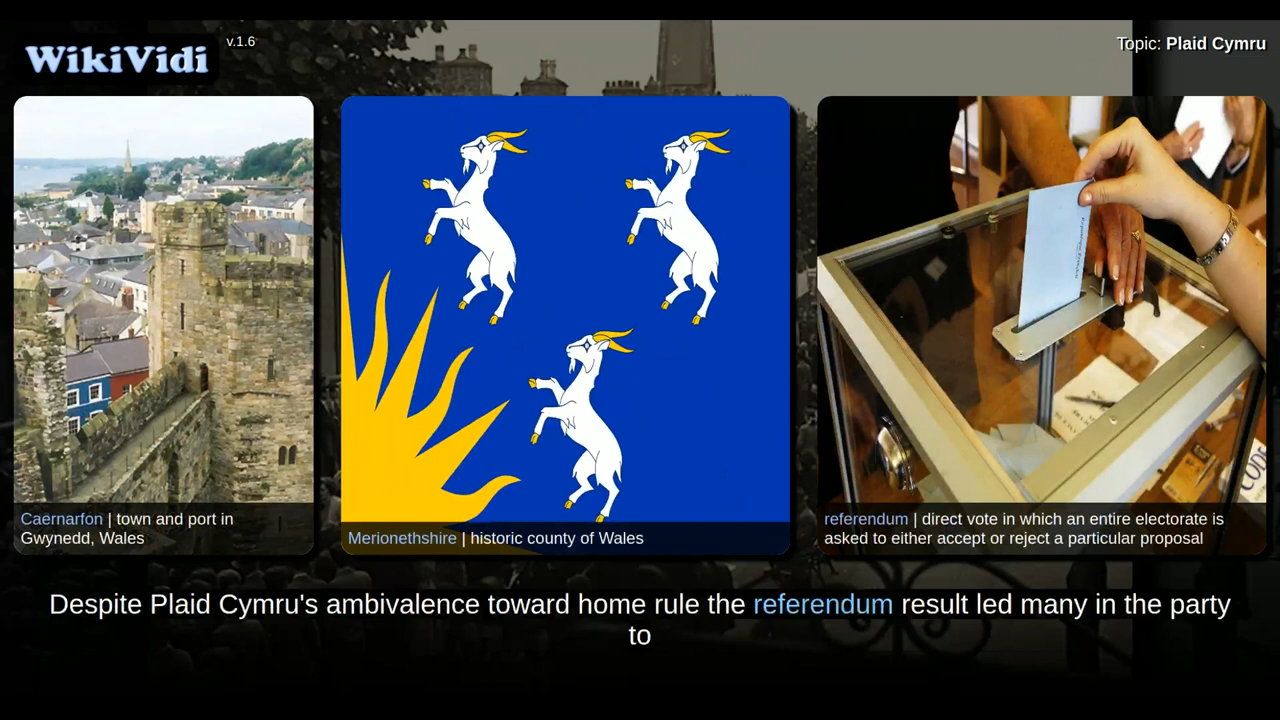 WikiVidi
v.1.6
Topic: Plaid Cymru
Caernarfon | town and port in
Gwynedd, Wales
Merionethshire | historic county of Wales
referendum | direct vote in which an entire electorate is
asked to either accept or reject a particular proposal
Despite Plaid Cymru's ambivalence toward home rule the referendum result led many in the party
to